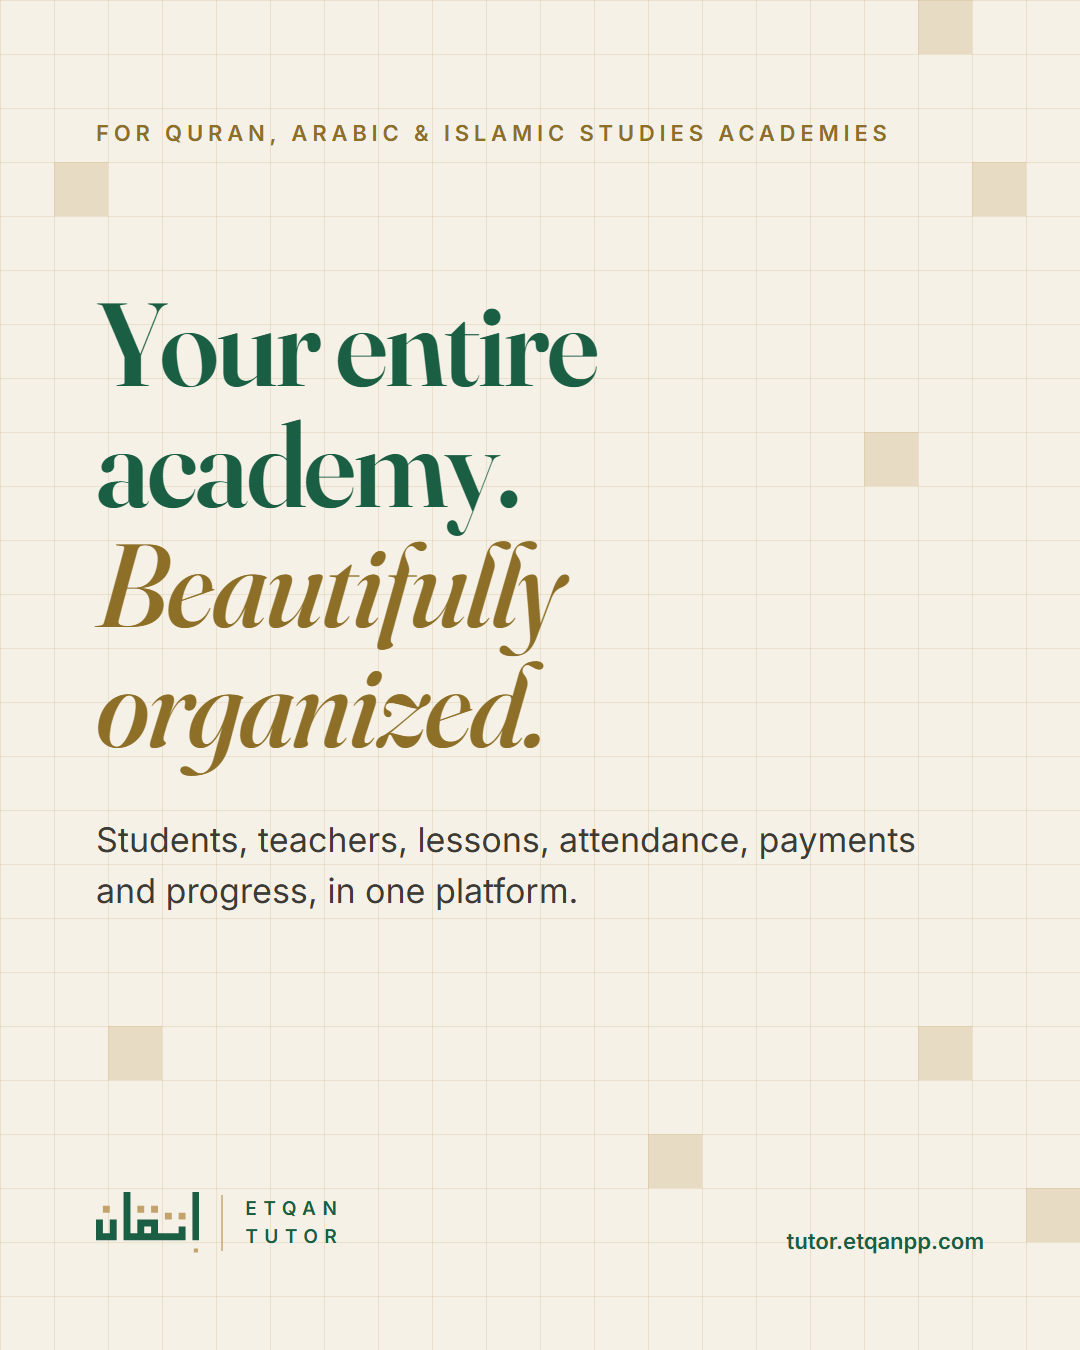 FOR QURAN, ARABIC & ISLAMIC STUDIES ACADEMIES
Your entire
academy.
Beautifully
organized.
Students, teachers, lessons, attendance, payments
and progress, in one platform.
إتقان
ETQAN
TUTOR
tutor.etqanpp.com